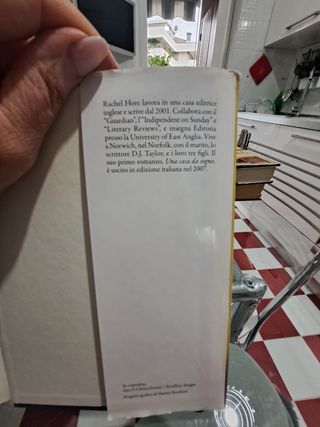 Rachel Hore lavora in una casa editrice
inglese e scrive dal 2001. Collabora con il
"Guardian", l'"Independent on Sunday" e
"Literary Reviews", e insegna Editoria
presso la University of East Anglia. Vive
a Norwich, nel Norfolk, con il marito, lo
scrittore D.J. Taylor, e i loro tre figli. Il
suo primo romanzo, Una casa da sogno,
è uscito in edizione italiana nel 2007.
In copertina:
foto © / Trevillion Images
Progetto grafico di